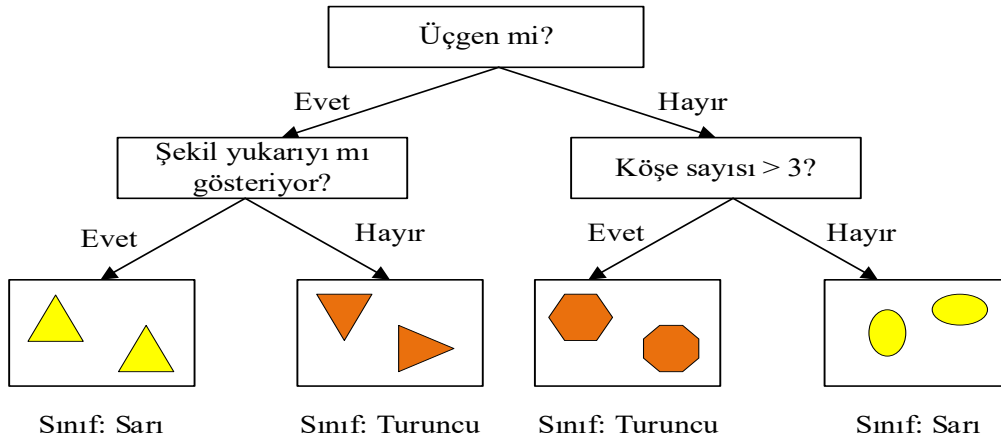 Üçgen mi?
Evet
Hayır
Şekil yukarıyı mı
gösteriyor?
Köşe sayısı > 3?
Evet
Hayır
Evet
Hayır
Sınıf: Sarı
Sınıf: Turuncu
Sınıf: Turuncu
Sınıf: Sarı